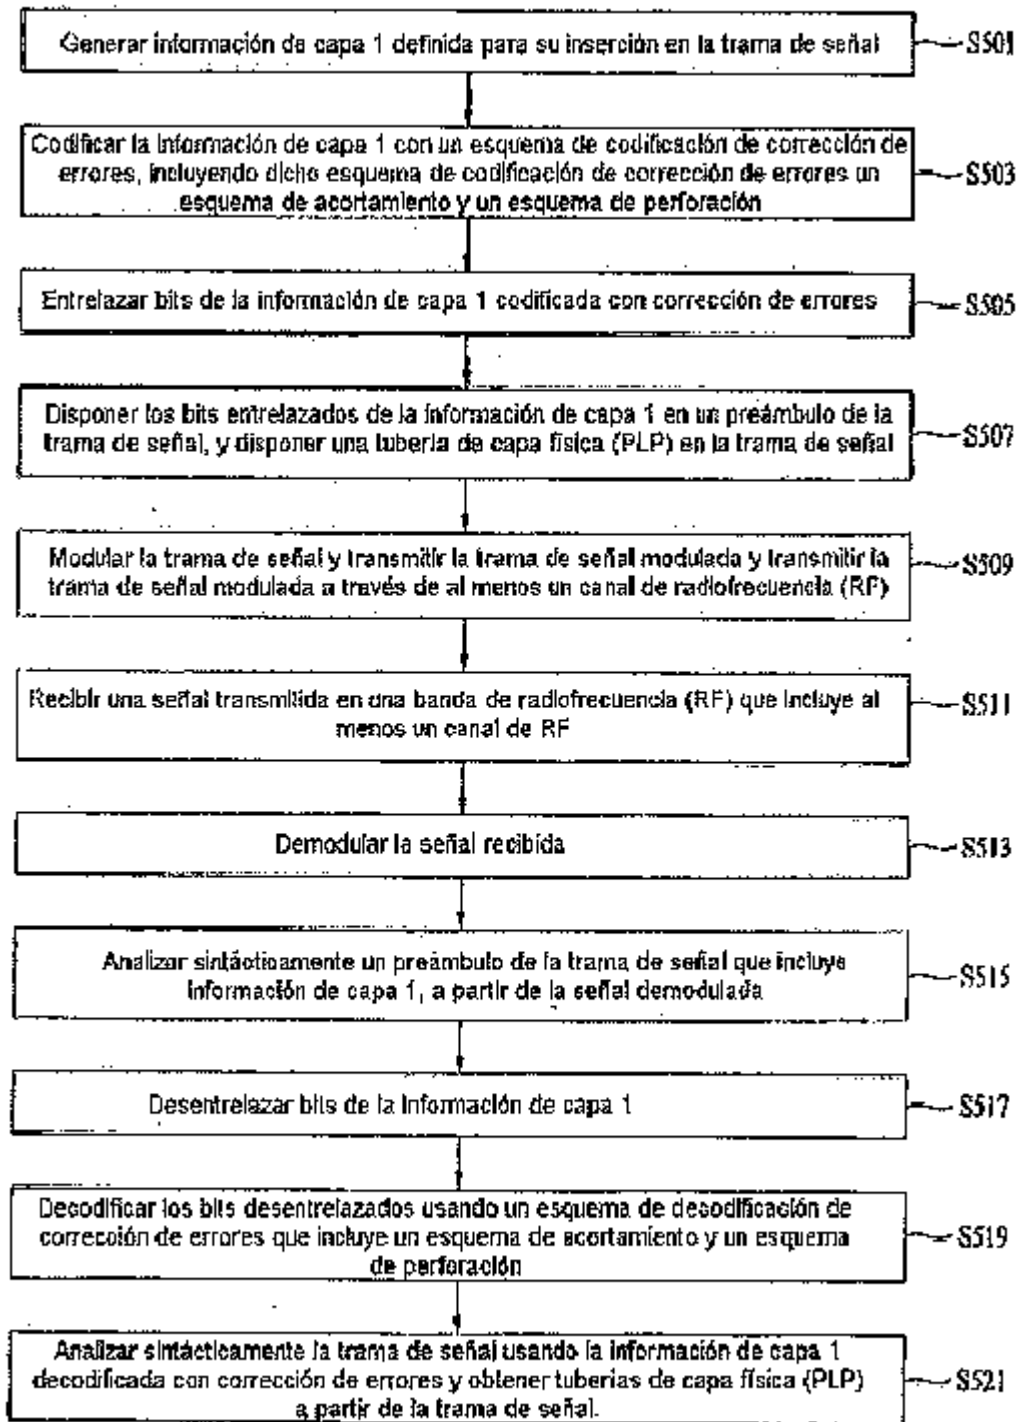 Generar información de capa 1 definida para su inserción en la trama de señal
S501
Codificar la información de capa 1 con un esquema de codificación de corrección de
errores, incluyendo dicho esquema de codificación de corrección de errores un
esquema de acortamiento y un esquema de perforación
S503
Entrelazar bits de la información de capa 1 codificada con corrección de errores
S505
Disponer los bits entrelazados de la información de capa 1 en un preámbulo de la
trama de señal, y disponer una tubería de capa física (PLP) en la trama de señal
S507
Modular la trama de señal y transmitir la trama de señal modulada y transmitir la
trama de señal modulada a través de al menos un canal de radiofrecuencia (RF)
S509
Recibir una señal transmitida en una banda de radiofrecuencia (RF) que incluye al
menos un canal de RF
S511
Demodular la señal recibida
S513
Analizar sintácticamente un preámbulo de la trama de señal que incluye
información de capa 1, a partir de la señal demodulada
S515
Desentrelazar bits de la información de capa 1
S517
Decodificar los bits desentrelazados usando un esquema de decodificación de
corrección de errores que incluye un esquema de acortamiento y un esquema
de perforación
S519
Analizar sintácticamente la trama de señal usando la información de capa 1
decodificada con corrección de errores y obtener tuberías de capa física (PLP)
a partir de la trama de señal.
S521